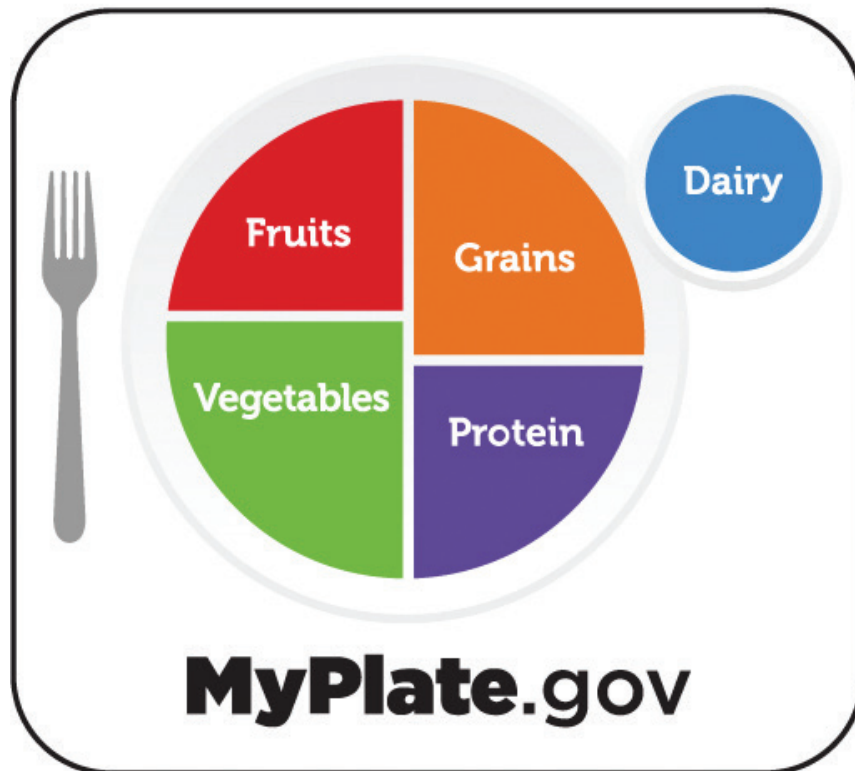 Fruits
Grains
Dairy
Vegetables
Protein
MyPlate.gov